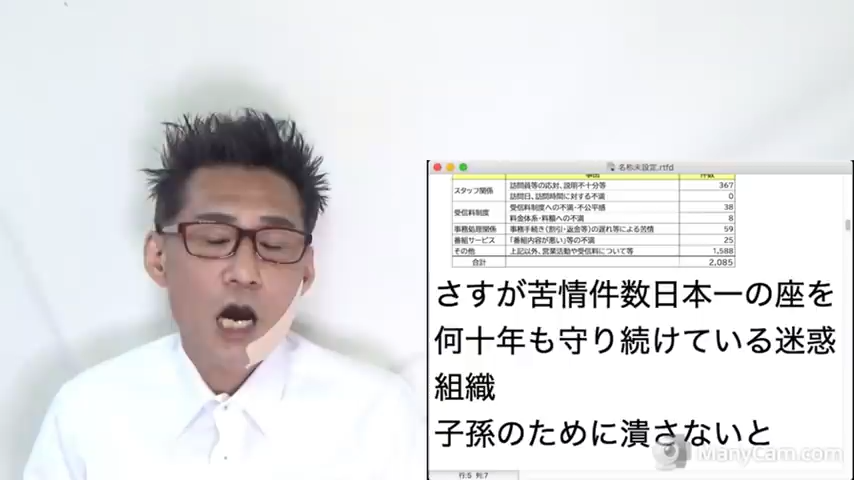 名称未設定.rtfd
事由 件数
スタッフ関係 訪問員等の応対、説明不十分等 367
訪問日、訪問時間に対する不満 0
受信料制度 受信料制度への不満・不公平感 38
料金体系・料額への不満 8
事務処理関係 事務手続き(割引・返金等)の遅れ等による苦情 59
番組サービス 「番組内容が悪い」等の不満 25
その他 上記以外、営業活動や受信料について等 1,588
合計 2,085
さすが苦情件数日本一の座を
何十年も守り続けている迷惑
組織
子孫のために潰さないと
ManyCam.com
行:5 列:7